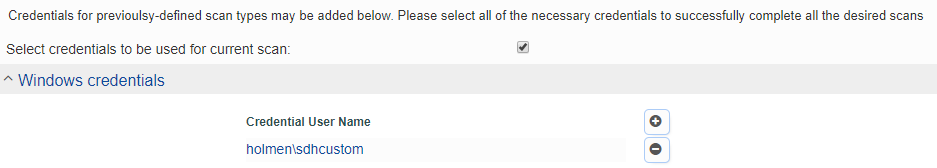 Credentials for previoulsy-defined scan types may be added below. Please select all of the necessary credentials to successfully complete all the desired scans
Select credentials to be used for current scan:
Windows credentials
Credential User Name
holmen\sdhcustom